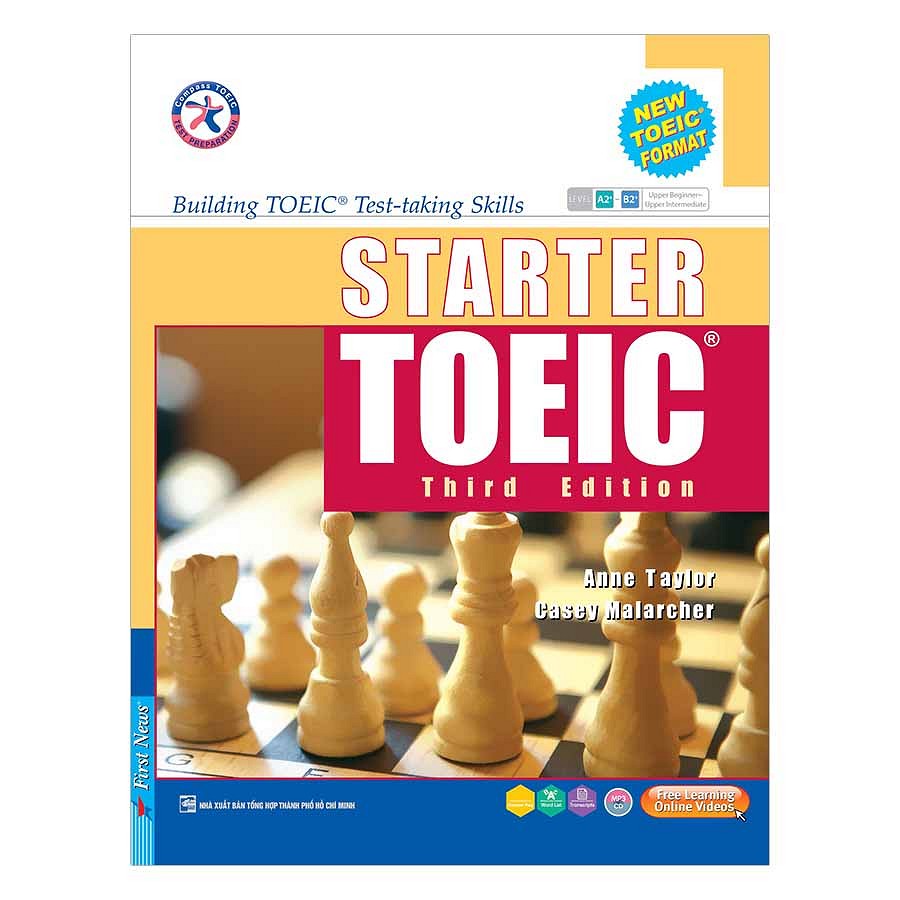 Compass TOEIC
TEST PREPARATION
NEW
TOEIC®
FORMAT
Building TOEIC® Test-taking Skills
LEVEL A2+ – B2+ Upper Beginner~
Upper Intermediate
STARTER
TOEIC®
Third Edition
Anne Taylor
Casey Malarcher
G
F
First News®
NHÀ XUẤT BẢN TỔNG HỢP THÀNH PHỐ HỒ CHÍ MINH
Answer Key
Word List
Transcripts
MP3
CD
Free Learning
Online Videos